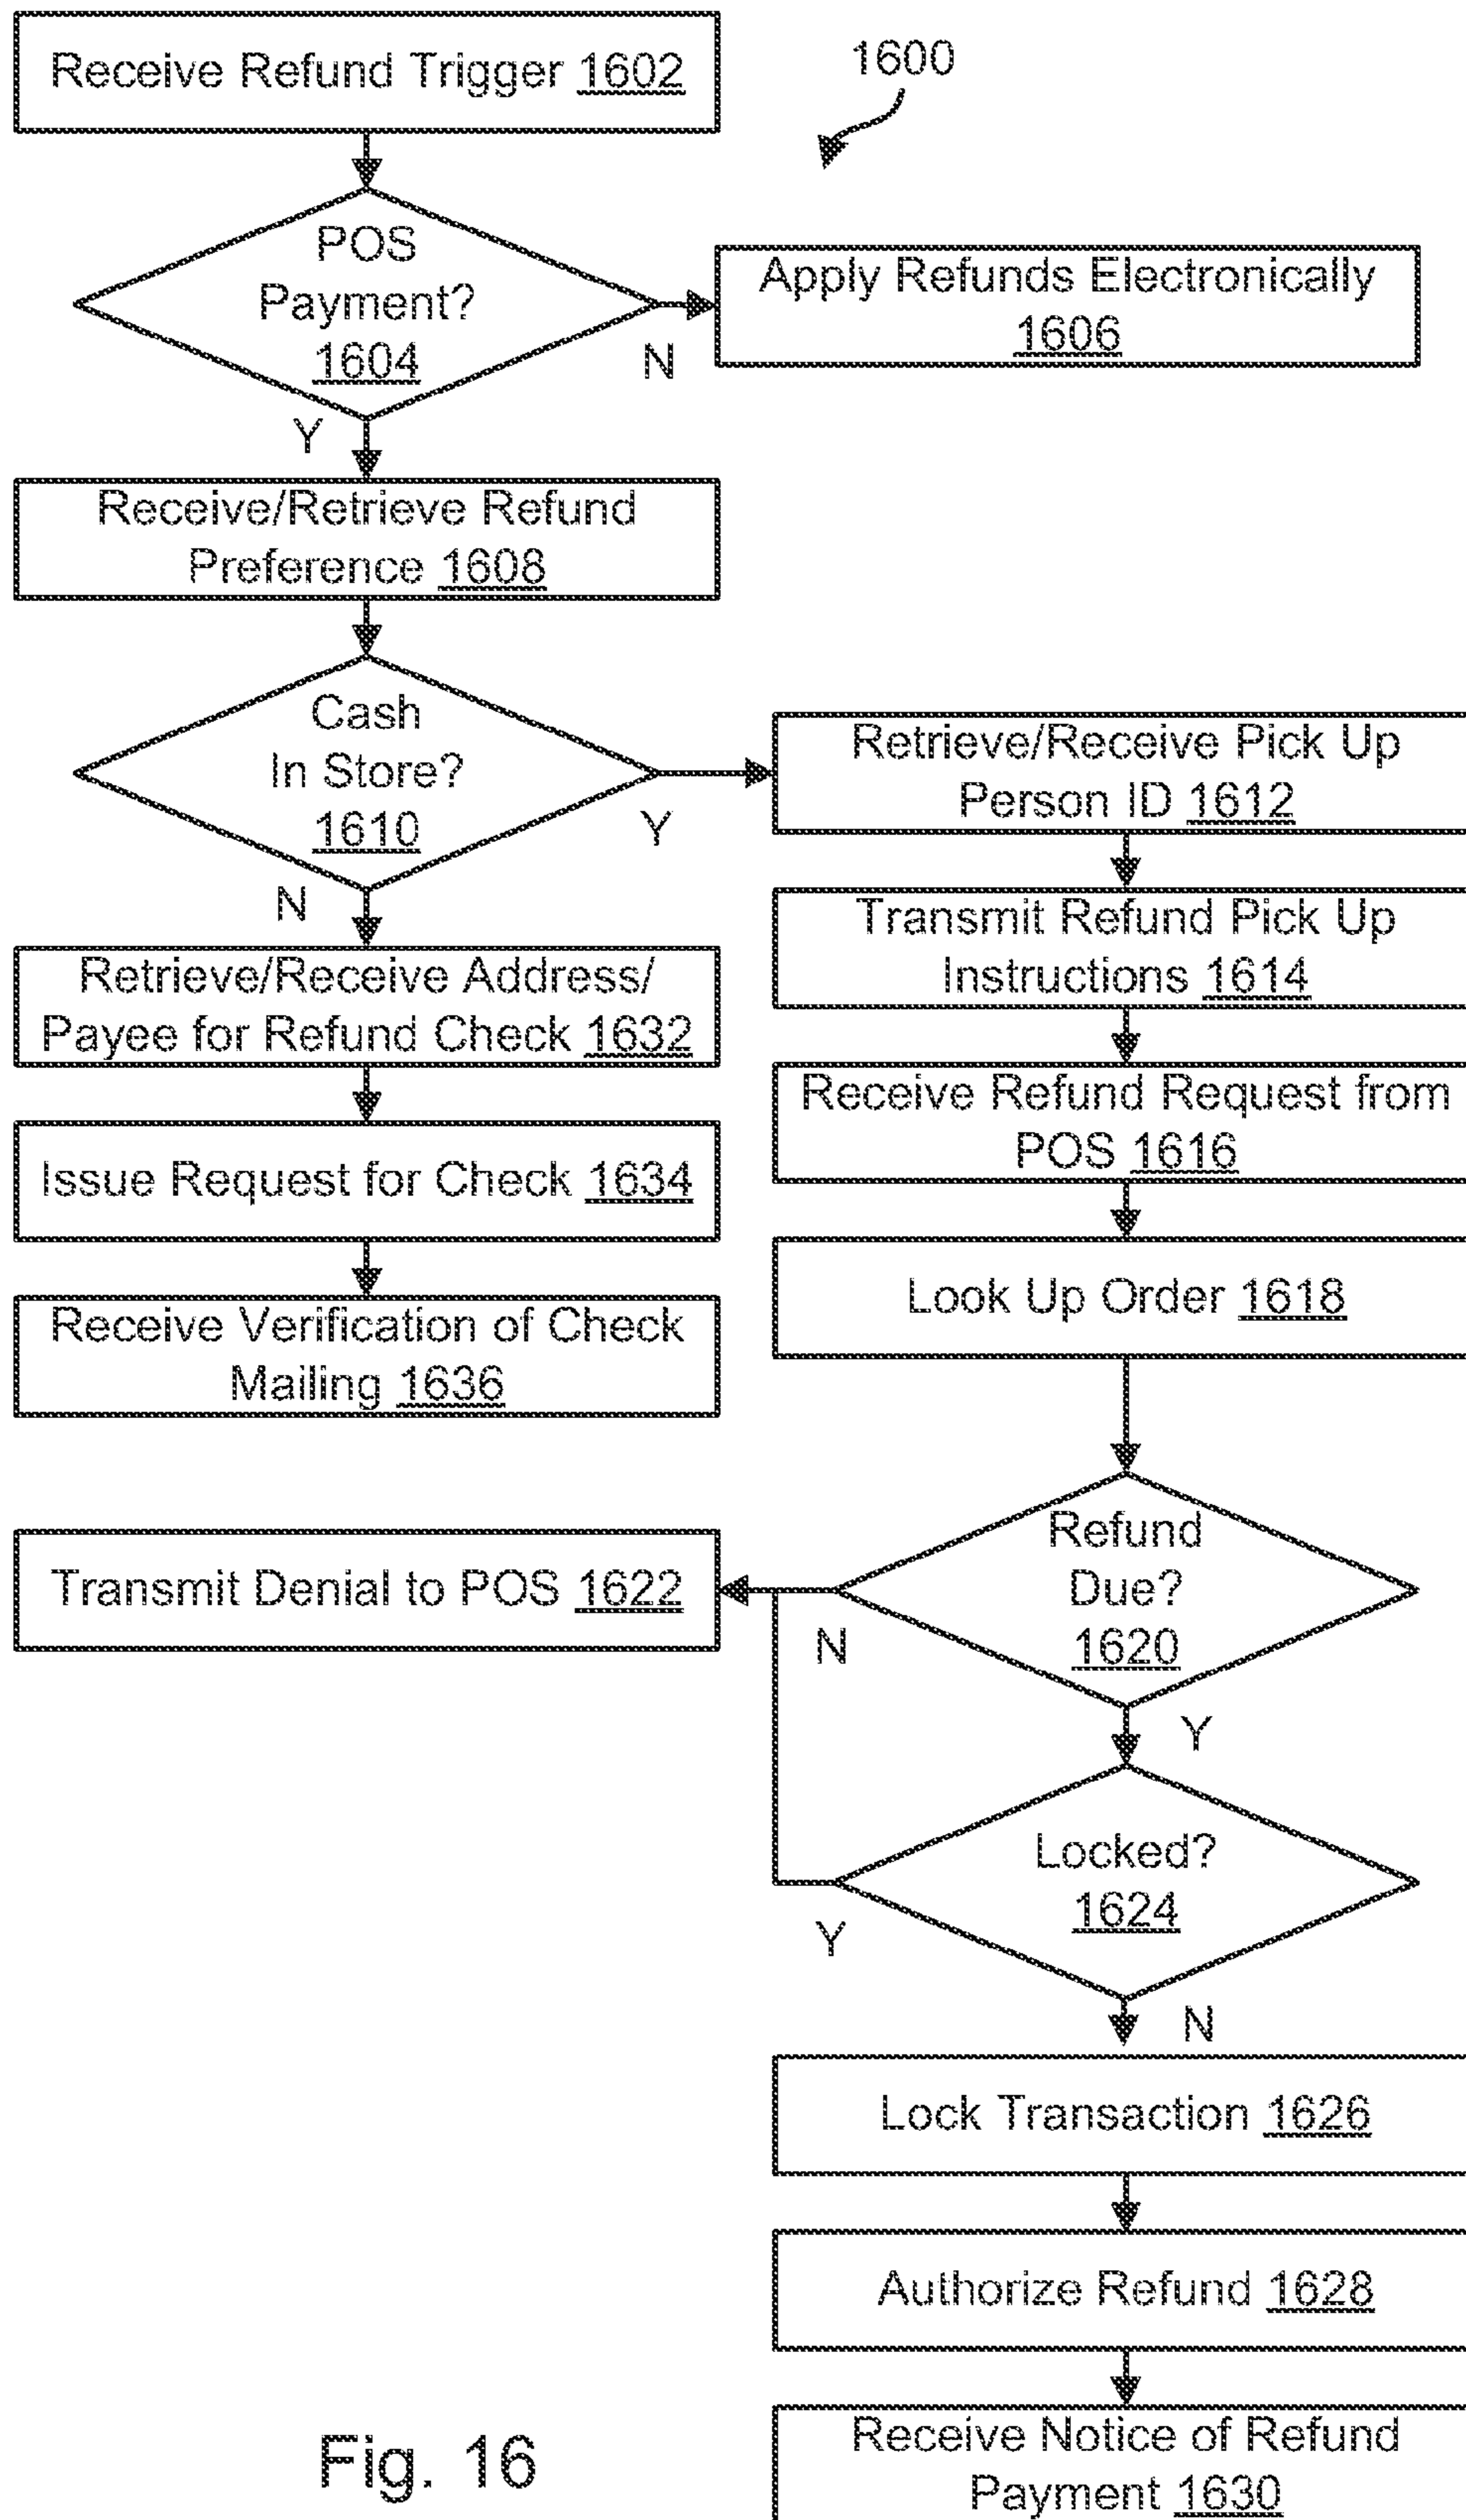 Receive Refund Trigger 1602
1600
POS
Payment?
1604
N
Y
Apply Refunds Electronically
1606
Receive/Retrieve Refund
Preference 1608
Cash
In Store?
1610
Y
N
Retrieve/Receive Pick Up
Person ID 1612
Transmit Refund Pick Up
Instructions 1614
Retrieve/Receive Address/
Payee for Refund Check 1632
Receive Refund Request from
POS 1616
Issue Request for Check 1634
Look Up Order 1618
Receive Verification of Check
Mailing 1636
Refund
Due?
1620
N
Y
Transmit Denial to POS 1622
Locked?
1624
Y
N
Lock Transaction 1626
Authorize Refund 1628
Receive Notice of Refund
Payment 1630
Fig. 16